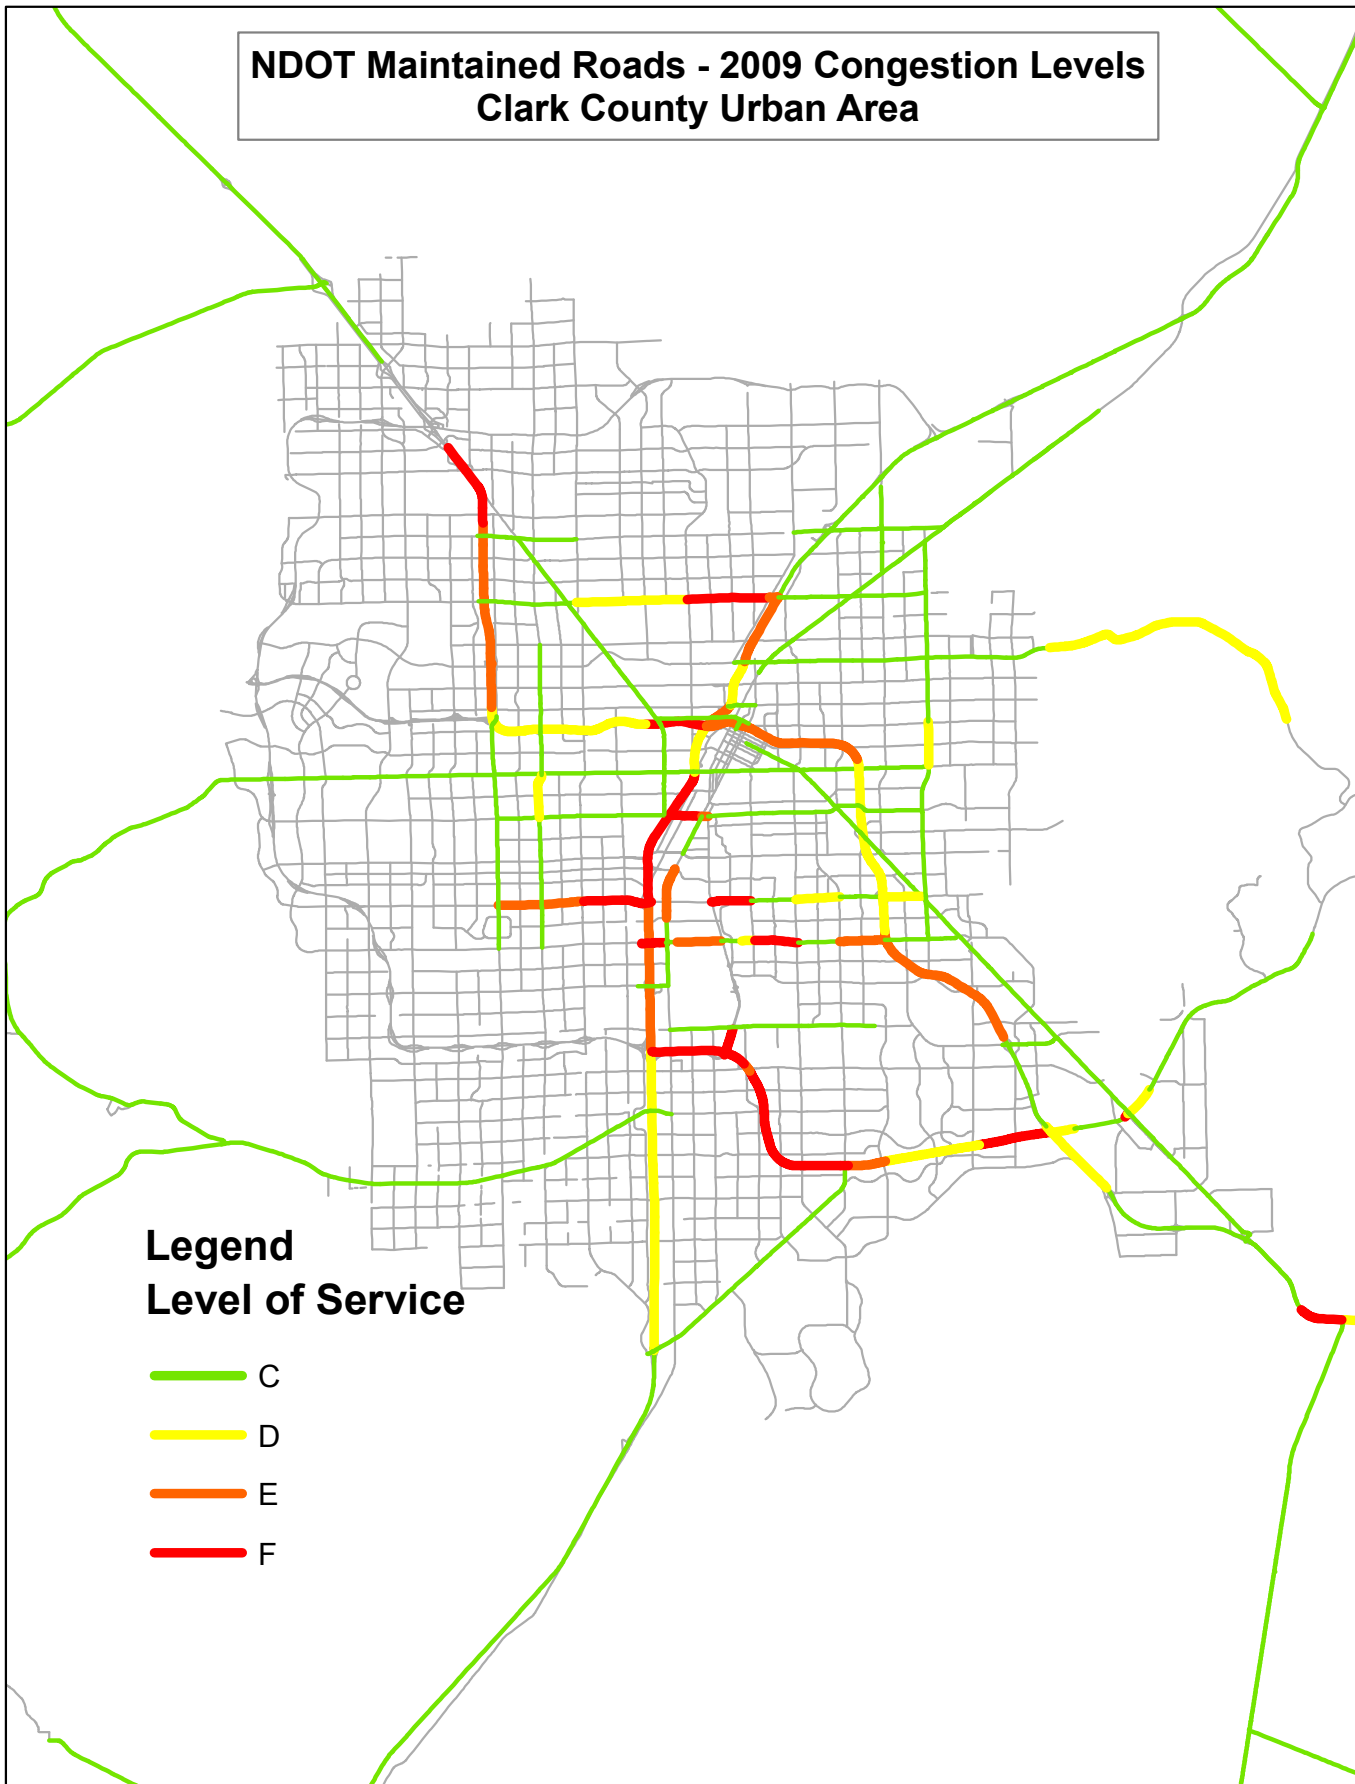 NDOT Maintained Roads - 2009 Congestion Levels
Clark County Urban Area
Legend
Level of Service
C
D
E
F